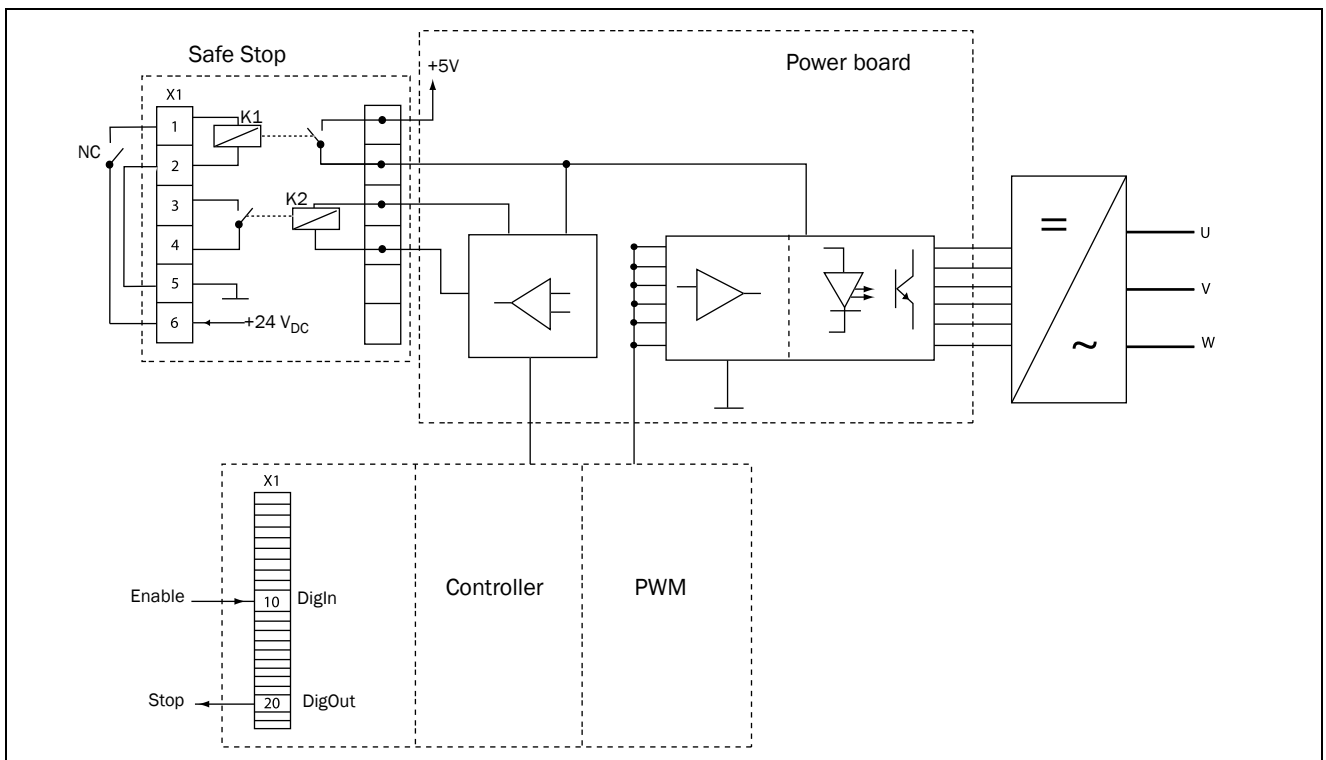 Safe Stop
Power board
+5V
X1
1
K1
NC
2
3
K2
4
5
6
+24 VDC
=
~
U
V
W
X1
Controller
PWM
Enable
10
DigIn
Stop
20
DigOut